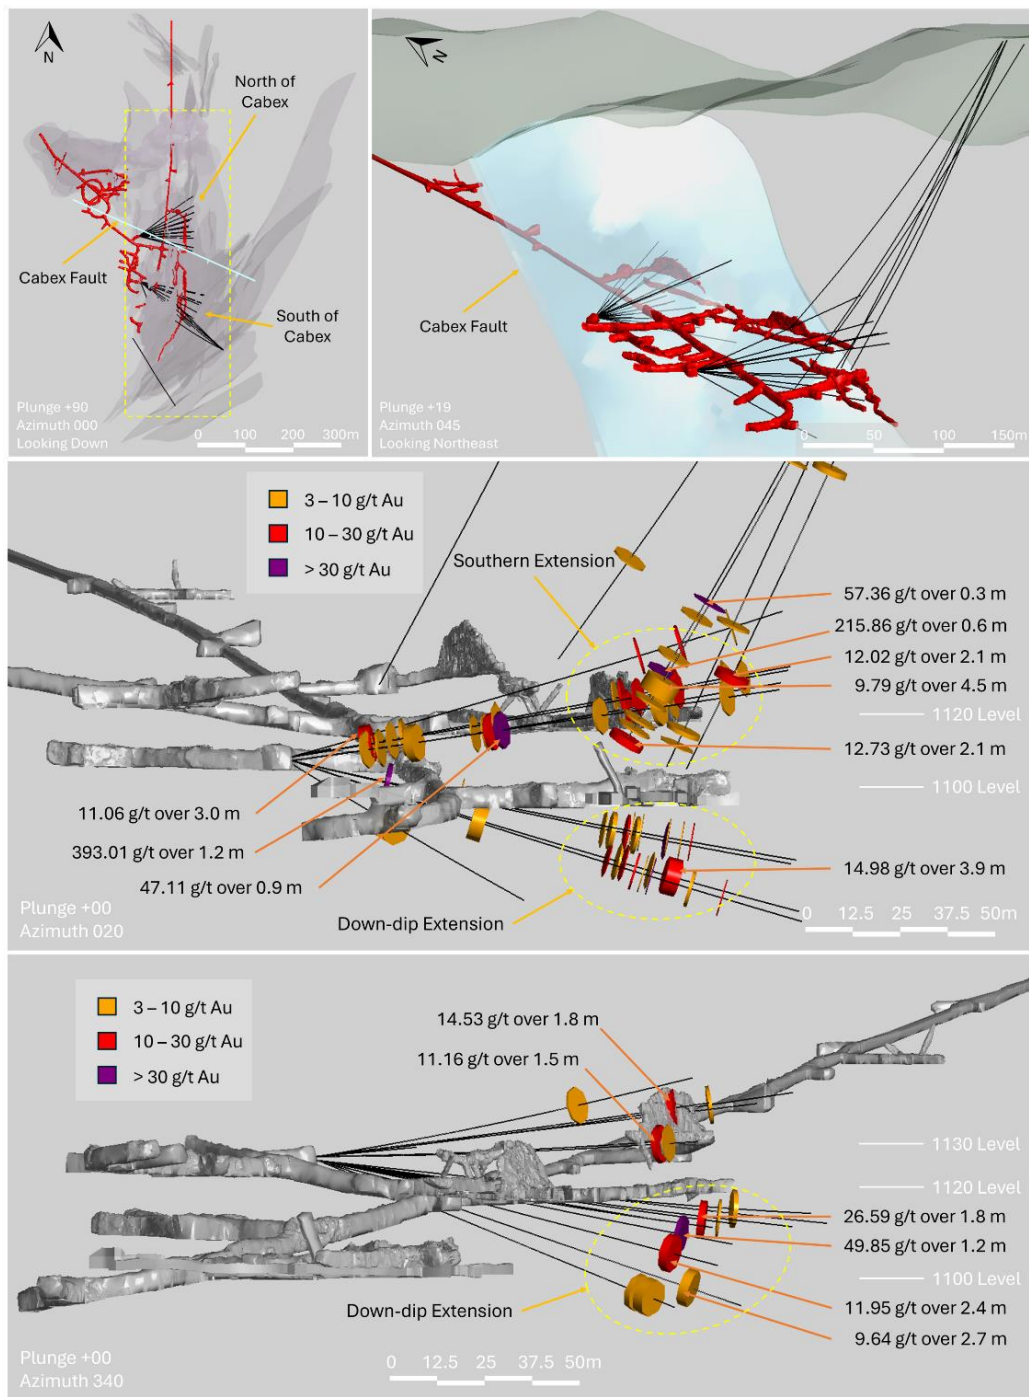 N
North of
Cabex
Cabex Fault
South of
Cabex
Plunge +90
Azimuth 000
Looking Down
0 100 200 300m
N
Cabex Fault
Plunge +19
Azimuth 045
Looking Northeast
0 50 100 150m
3 – 10 g/t Au
10 – 30 g/t Au
> 30 g/t Au
Southern Extension
57.36 g/t over 0.3 m
215.86 g/t over 0.6 m
12.02 g/t over 2.1 m
9.79 g/t over 4.5 m
1120 Level
12.73 g/t over 2.1 m
1100 Level
11.06 g/t over 3.0 m
393.01 g/t over 1.2 m
47.11 g/t over 0.9 m
14.98 g/t over 3.9 m
Down-dip Extension
Plunge +00
Azimuth 020
0 12.5 25 37.5 50m
3 – 10 g/t Au
10 – 30 g/t Au
> 30 g/t Au
14.53 g/t over 1.8 m
11.16 g/t over 1.5 m
1130 Level
1120 Level
26.59 g/t over 1.8 m
49.85 g/t over 1.2 m
1100 Level
Down-dip Extension
11.95 g/t over 2.4 m
9.64 g/t over 2.7 m
Plunge +00
Azimuth 340
0 12.5 25 37.5 50m